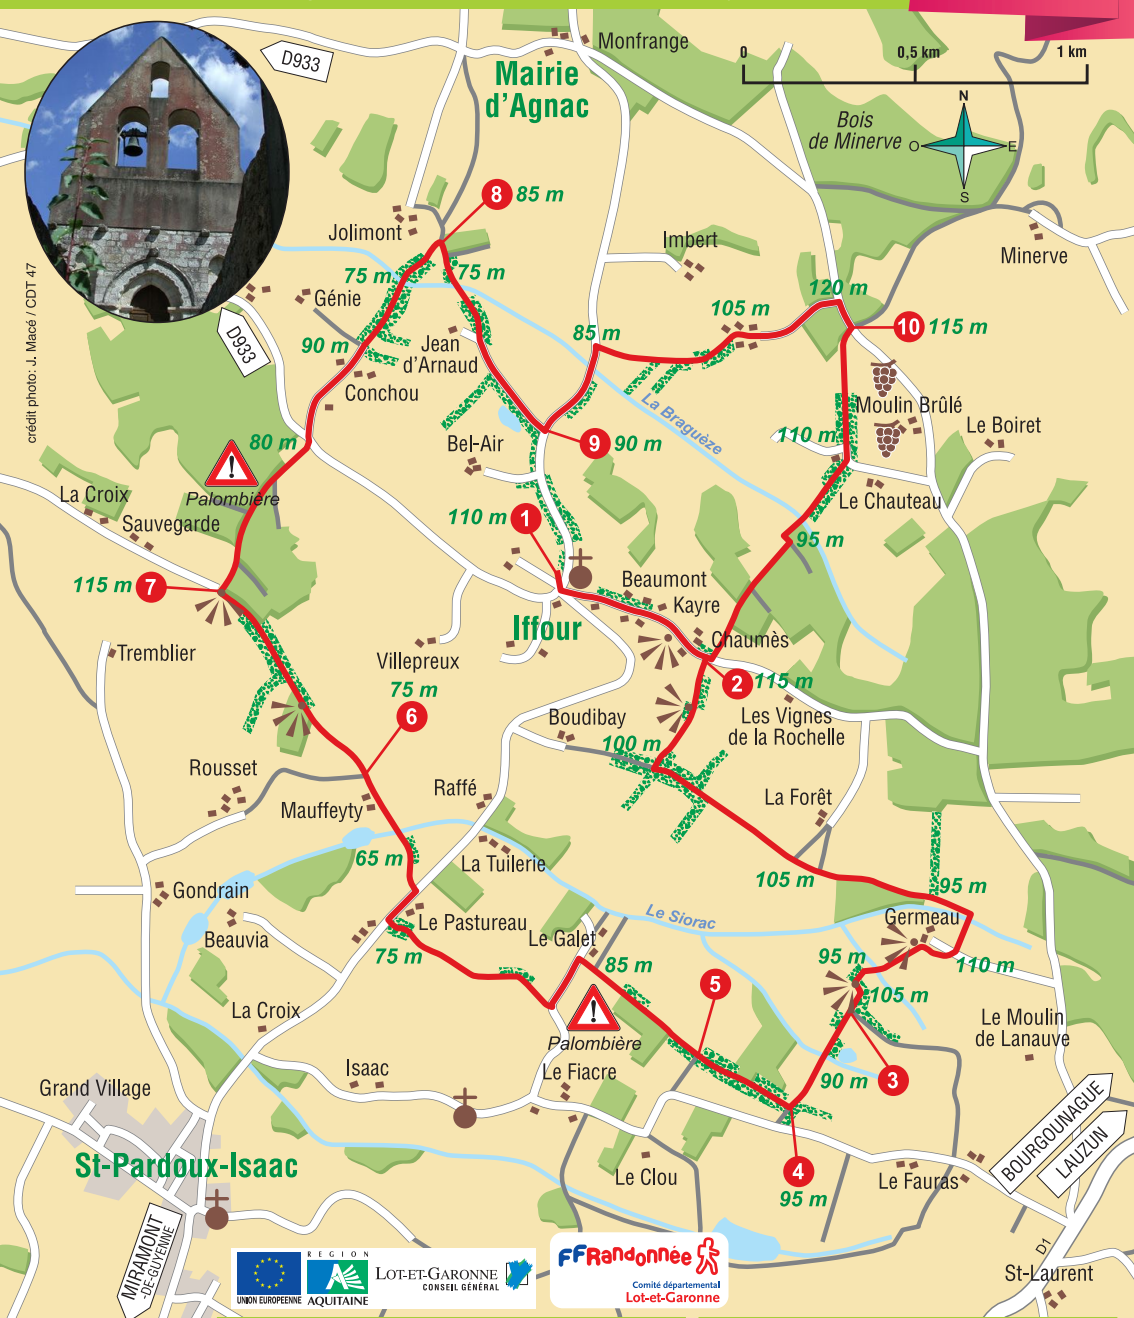 D933
Monfrange
Mairie
d'Agnac
0
0,5 km
1 km
Bois
de Minerve
N
O
E
S
8 85 m
Jolimont
Imbert
Minerve
75 m
75 m
Génie
120 m
105 m
10 115 m
D933
90 m
Jean
d'Arnaud
85 m
Conchou
La Braguèze
Moulin Brûlé
Le Boiret
80 m
Bel-Air
9 90 m
110 m
crédit photo: J. Macé / CDT 47
La Croix
Palombière
Sauvegarde
110 m 1
Le Chauteau
95 m
115 m 7
Beaumont
Kayre
Iffour
Chaumès
Tremblier
Villepreux
75 m
6
2 115 m
Boudibay
Les Vignes
de la Rochelle
100 m
Rousset
Mauffeyty
Raffé
La Forêt
65 m
La Tuilerie
105 m
95 m
Gondrain
Le Pastureau
Le Siorac
Germeau
Beauvia
Le Galet
75 m
85 m
95 m
110 m
5
105 m
La Croix
Palombière
Le Moulin
de Lanauve
Isaac
Le Fiacre
90 m 3
Grand Village
BOURGOUNAGUE
LAUZUN
St-Pardoux-Isaac
Le Clou
4
95 m
Le Fauras
MIRAMONT
-DE-GUYENNE
D1
St-Laurent
UNION EUROPEENNE
REGION
AQUITAINE
LOT-ET-GARONNE
CONSEIL GÉNÉRAL
FFRandonnée
Comité départemental
Lot-et-Garonne